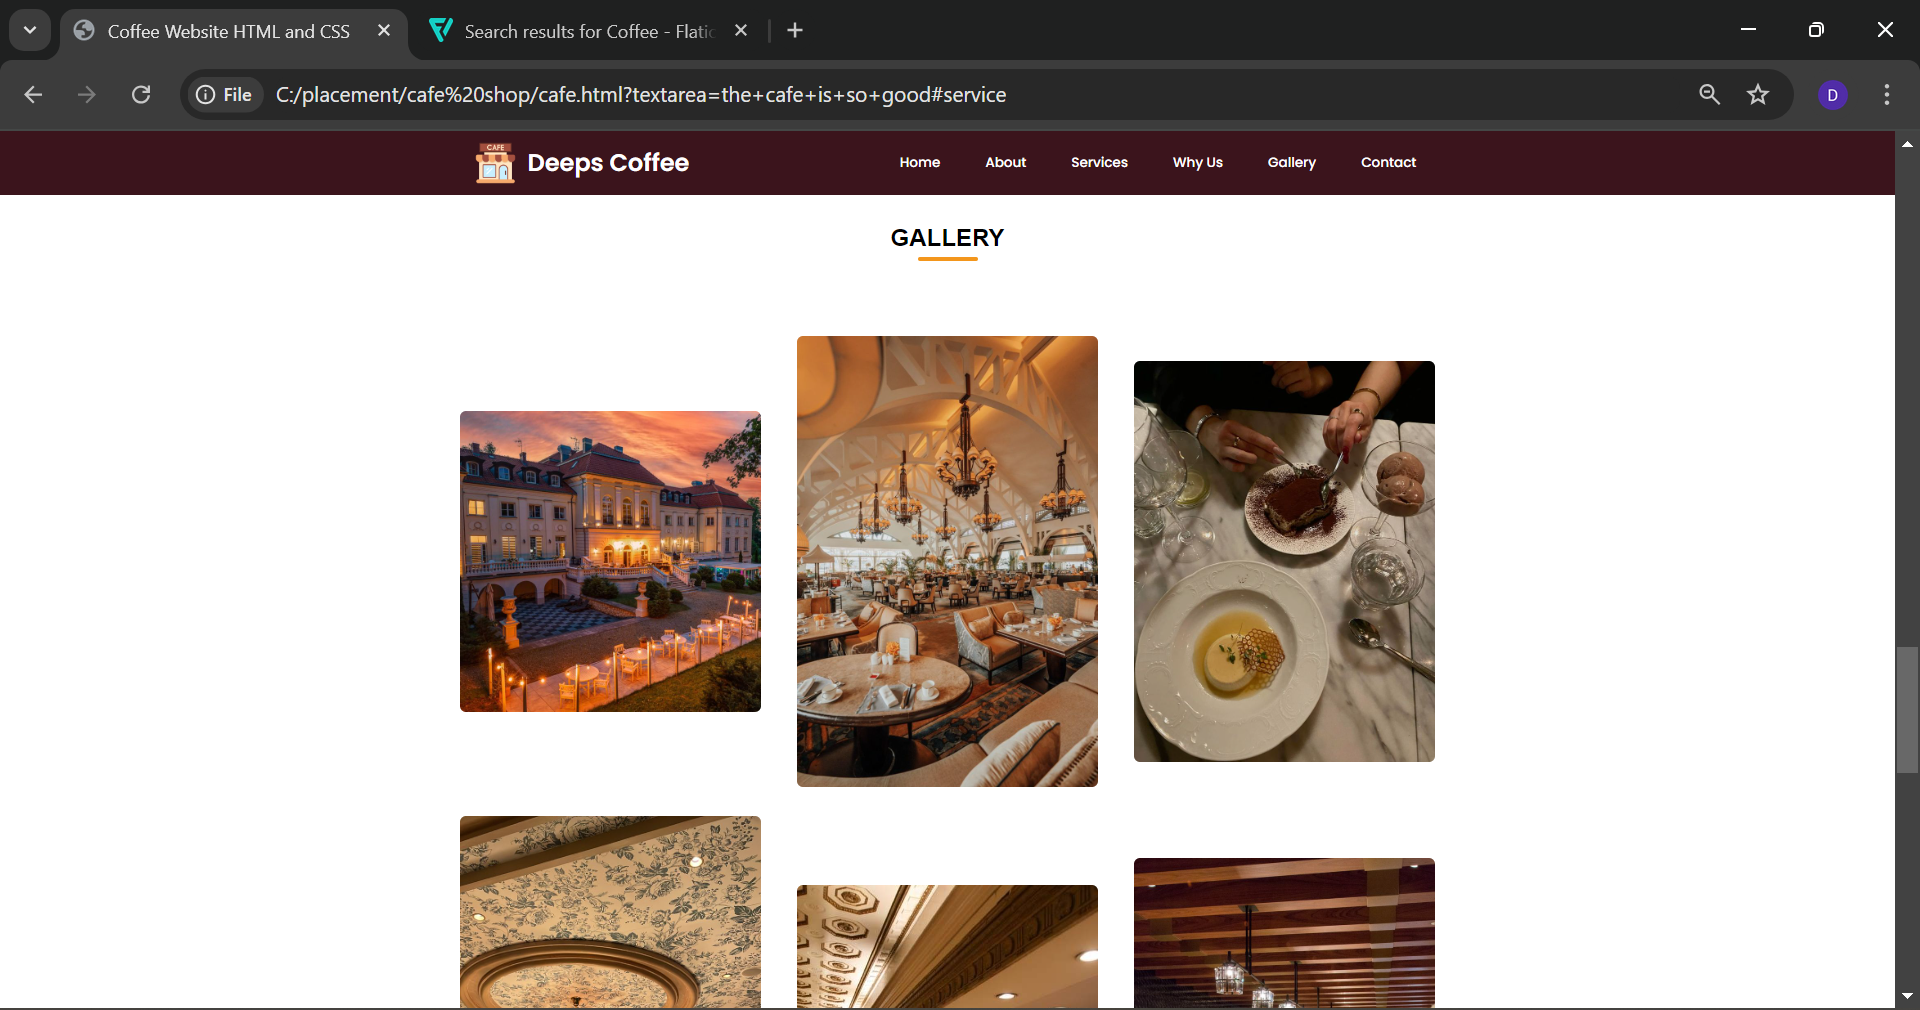 Coffee Website HTML and CSS
Search results for Coffee - Flatic
File
C:/placement/cafe%20shop/cafe.html?textarea=the+cafe+is+so+good#service
D
CAFE
Deeps Coffee
Home
About
Services
Why Us
Gallery
Contact
GALLERY